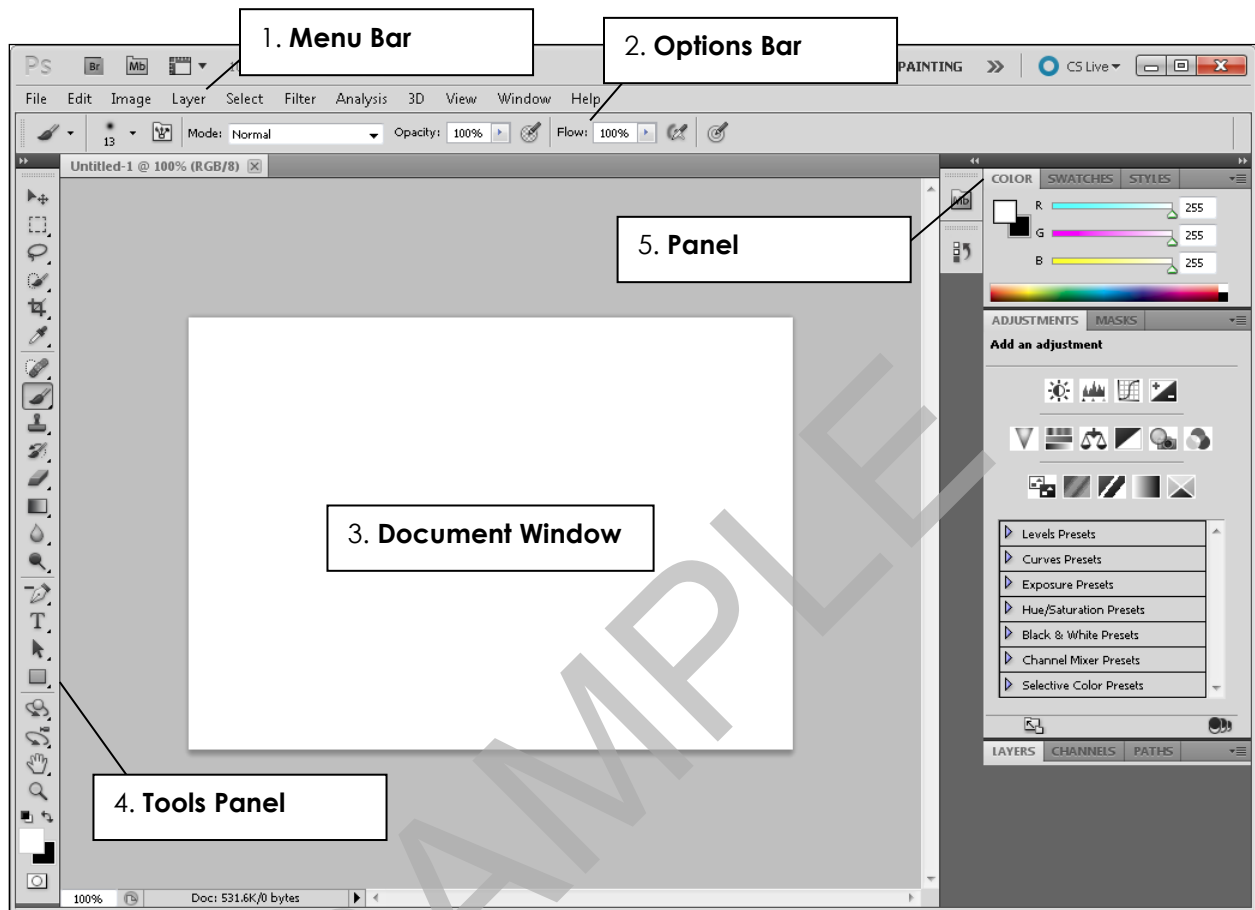 1. Menu Bar
2. Options Bar
Ps Br Mb PAINTING CS Live
File Edit Image Layer Select Filter Analysis 3D View Window Help
13 Mode: Normal Opacity: 100% Flow: 100%
Untitled-1 @ 100% (RGB/8)
Mb
COLOR SWATCHES STYLES
R 255
G 255
B 255
5. Panel
ADJUSTMENTS MASKS
Add an adjustment
3. Document Window
Levels Presets
Curves Presets
Exposure Presets
Hue/Saturation Presets
Black & White Presets
Channel Mixer Presets
Selective Color Presets
LAYERS CHANNELS PATHS
T
4. Tools Panel
100% Doc: 531.6K/0 bytes
AMPLE